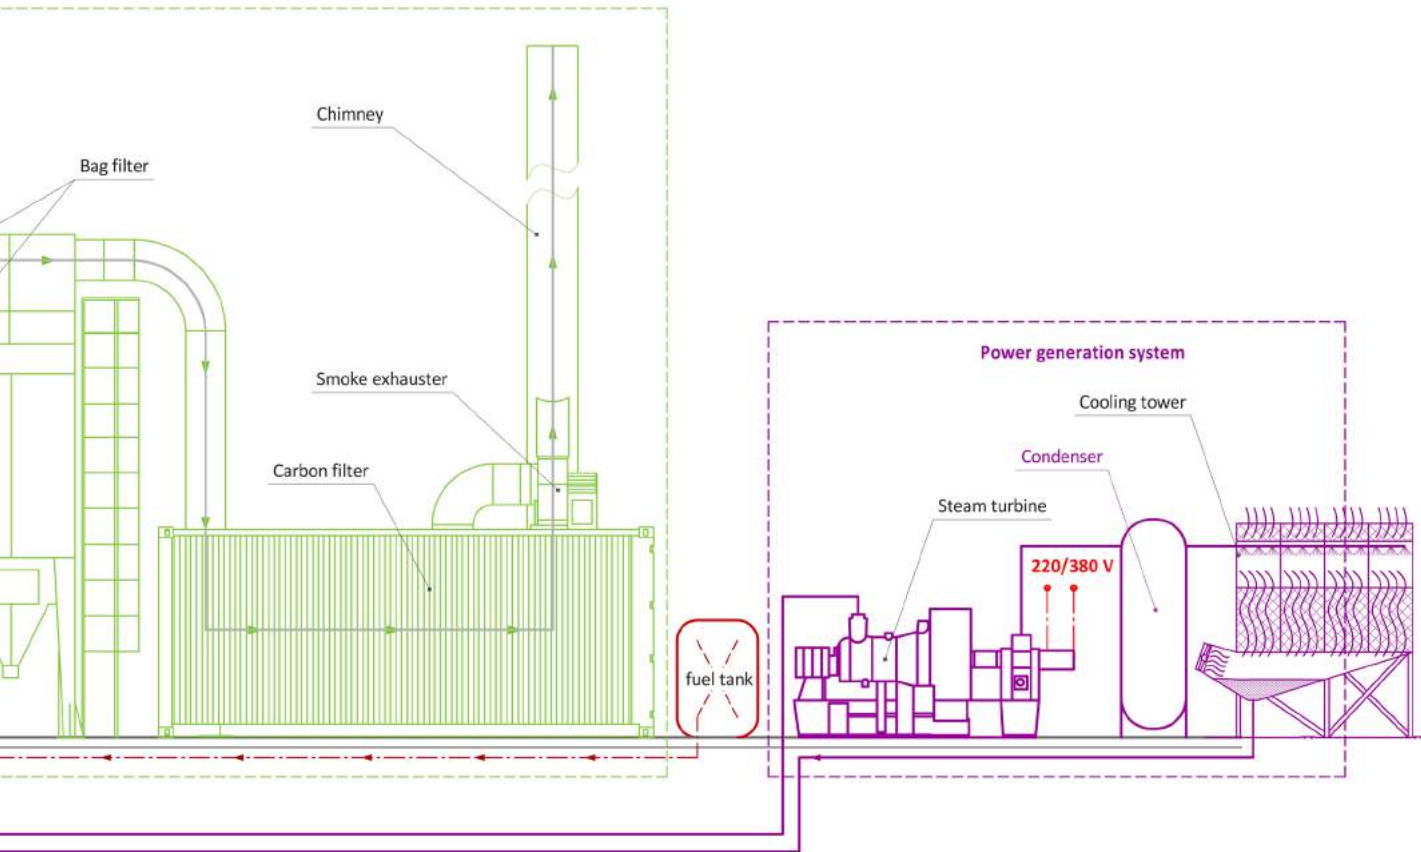 Chimney
Bag filter
Power generation system
Smoke exhauster
Cooling tower
Condenser
Carbon filter
Steam turbine
220/380 V
fuel tank